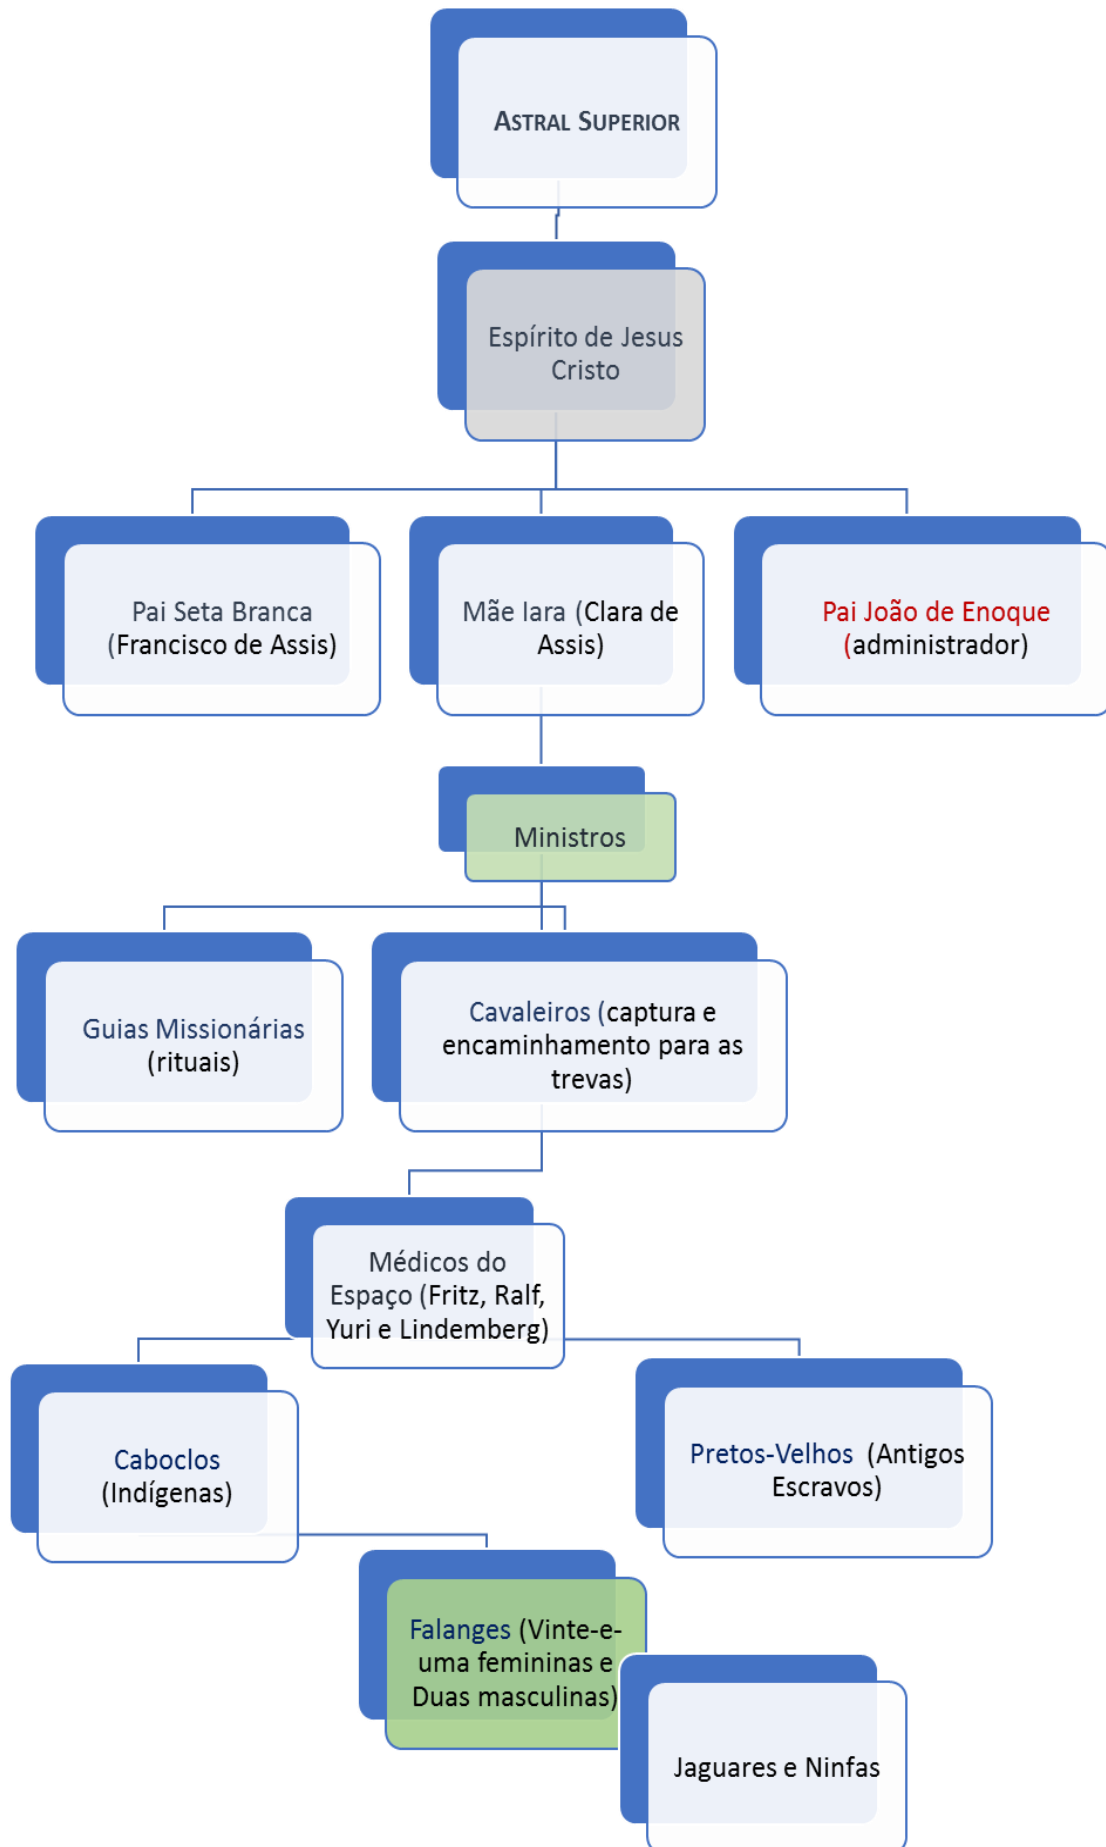 ASTRAL SUPERIOR
Espírito de Jesus
Cristo
Pai Seta Branca
(Francisco de Assis)
Mãe Iara (Clara de
Assis)
Pai João de Enoque
(administrador)
Ministros
Guias Missionárias
(rituais)
Cavaleiros (captura e
encaminhamento para as
trevas)
Médicos do
Espaço (Fritz, Ralf,
Yuri e Lindemberg)
Caboclos
(Indígenas)
Pretos-Velhos (Antigos
Escravos)
Falanges (Vinte-e-
uma femininas e
Duas masculinas)
Jaguares e Ninfas